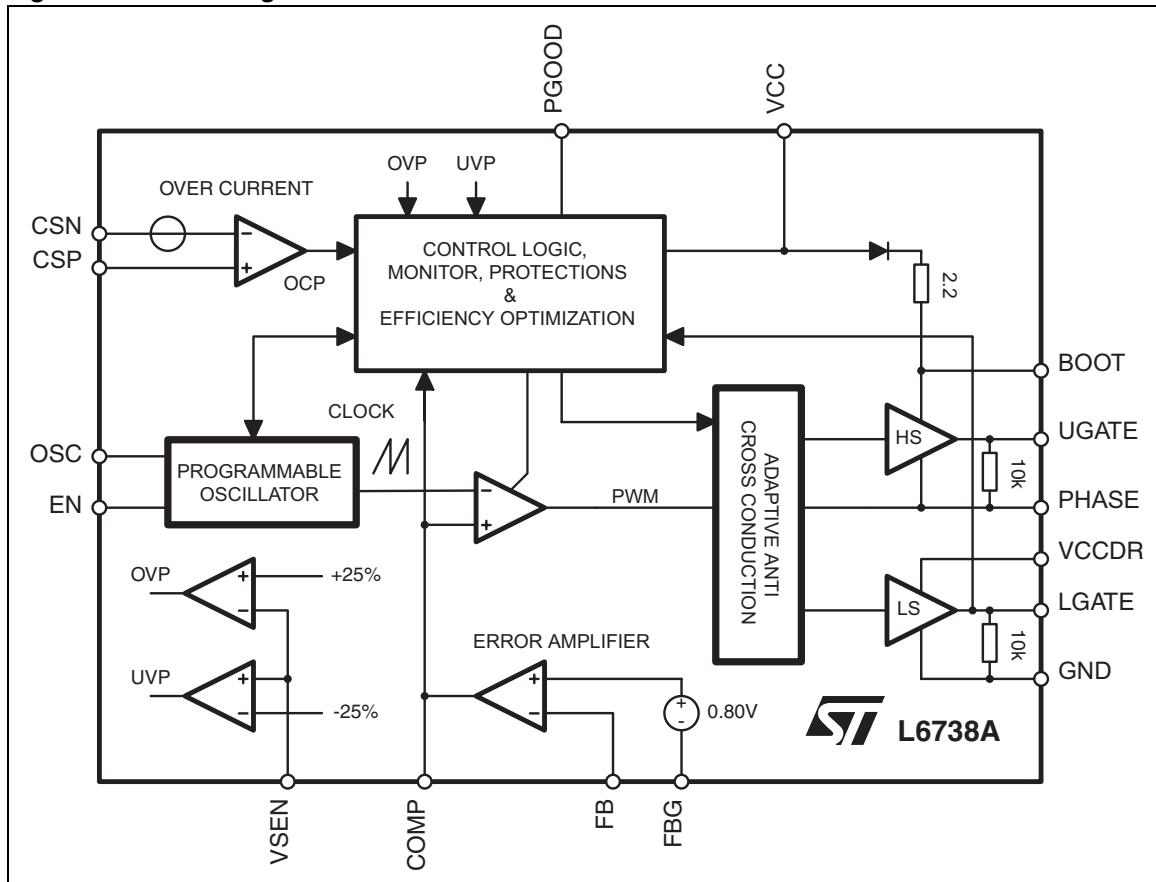 PGOOD
VCC
OVP UVP
OVER CURRENT
CSN
CSP
-
+
OCP
CONTROL LOGIC,
MONITOR, PROTECTIONS
&
EFFICIENCY OPTIMIZATION
2.2
BOOT
CLOCK
OSC
EN
PROGRAMMABLE
OSCILLATOR
-
+
PWM
ADAPTIVE ANTI
CROSS CONDUCTION
HS
UGATE
10k
PHASE
VCCDR
LS
LGATE
10k
GND
OVP
+
-
+25%
UVP
+
-
-25%
ERROR AMPLIFIER
+
-
+
-
0.80V
ST L6738A
VSEN
COMP
FB
FBG